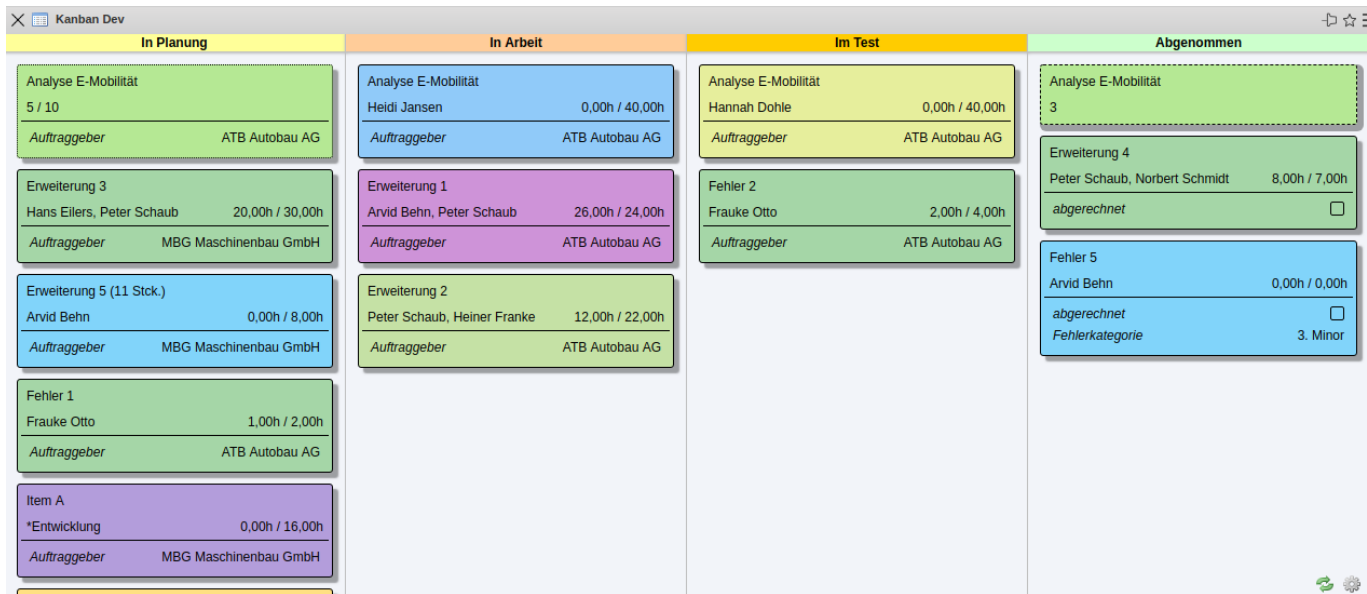 Kanban Dev
In Planung
Analyse E-Mobilität
5 / 10
Auftraggeber ATB Autobau AG
Erweiterung 3
Hans Eilers, Peter Schaub 20,00h / 30,00h
Auftraggeber MBG Maschinenbau GmbH
Erweiterung 5 (11 Stck.)
Arvid Behn 0,00h / 8,00h
Auftraggeber MBG Maschinenbau GmbH
Fehler 1
Frauke Otto 1,00h / 2,00h
Auftraggeber ATB Autobau AG
Item A
*Entwicklung 0,00h / 16,00h
Auftraggeber MBG Maschinenbau GmbH
In Arbeit
Analyse E-Mobilität
Heidi Jansen 0,00h / 40,00h
Auftraggeber ATB Autobau AG
Erweiterung 1
Arvid Behn, Peter Schaub 26,00h / 24,00h
Auftraggeber ATB Autobau AG
Erweiterung 2
Peter Schaub, Heiner Franke 12,00h / 22,00h
Auftraggeber ATB Autobau AG
Im Test
Analyse E-Mobilität
Hannah Dohle 0,00h / 40,00h
Auftraggeber ATB Autobau AG
Fehler 2
Frauke Otto 2,00h / 4,00h
Auftraggeber ATB Autobau AG
Abgenommen
Analyse E-Mobilität
3
Erweiterung 4
Peter Schaub, Norbert Schmidt 8,00h / 7,00h
abgerechnet
Fehler 5
Arvid Behn 0,00h / 0,00h
abgerechnet
Fehlerkategorie 3. Minor